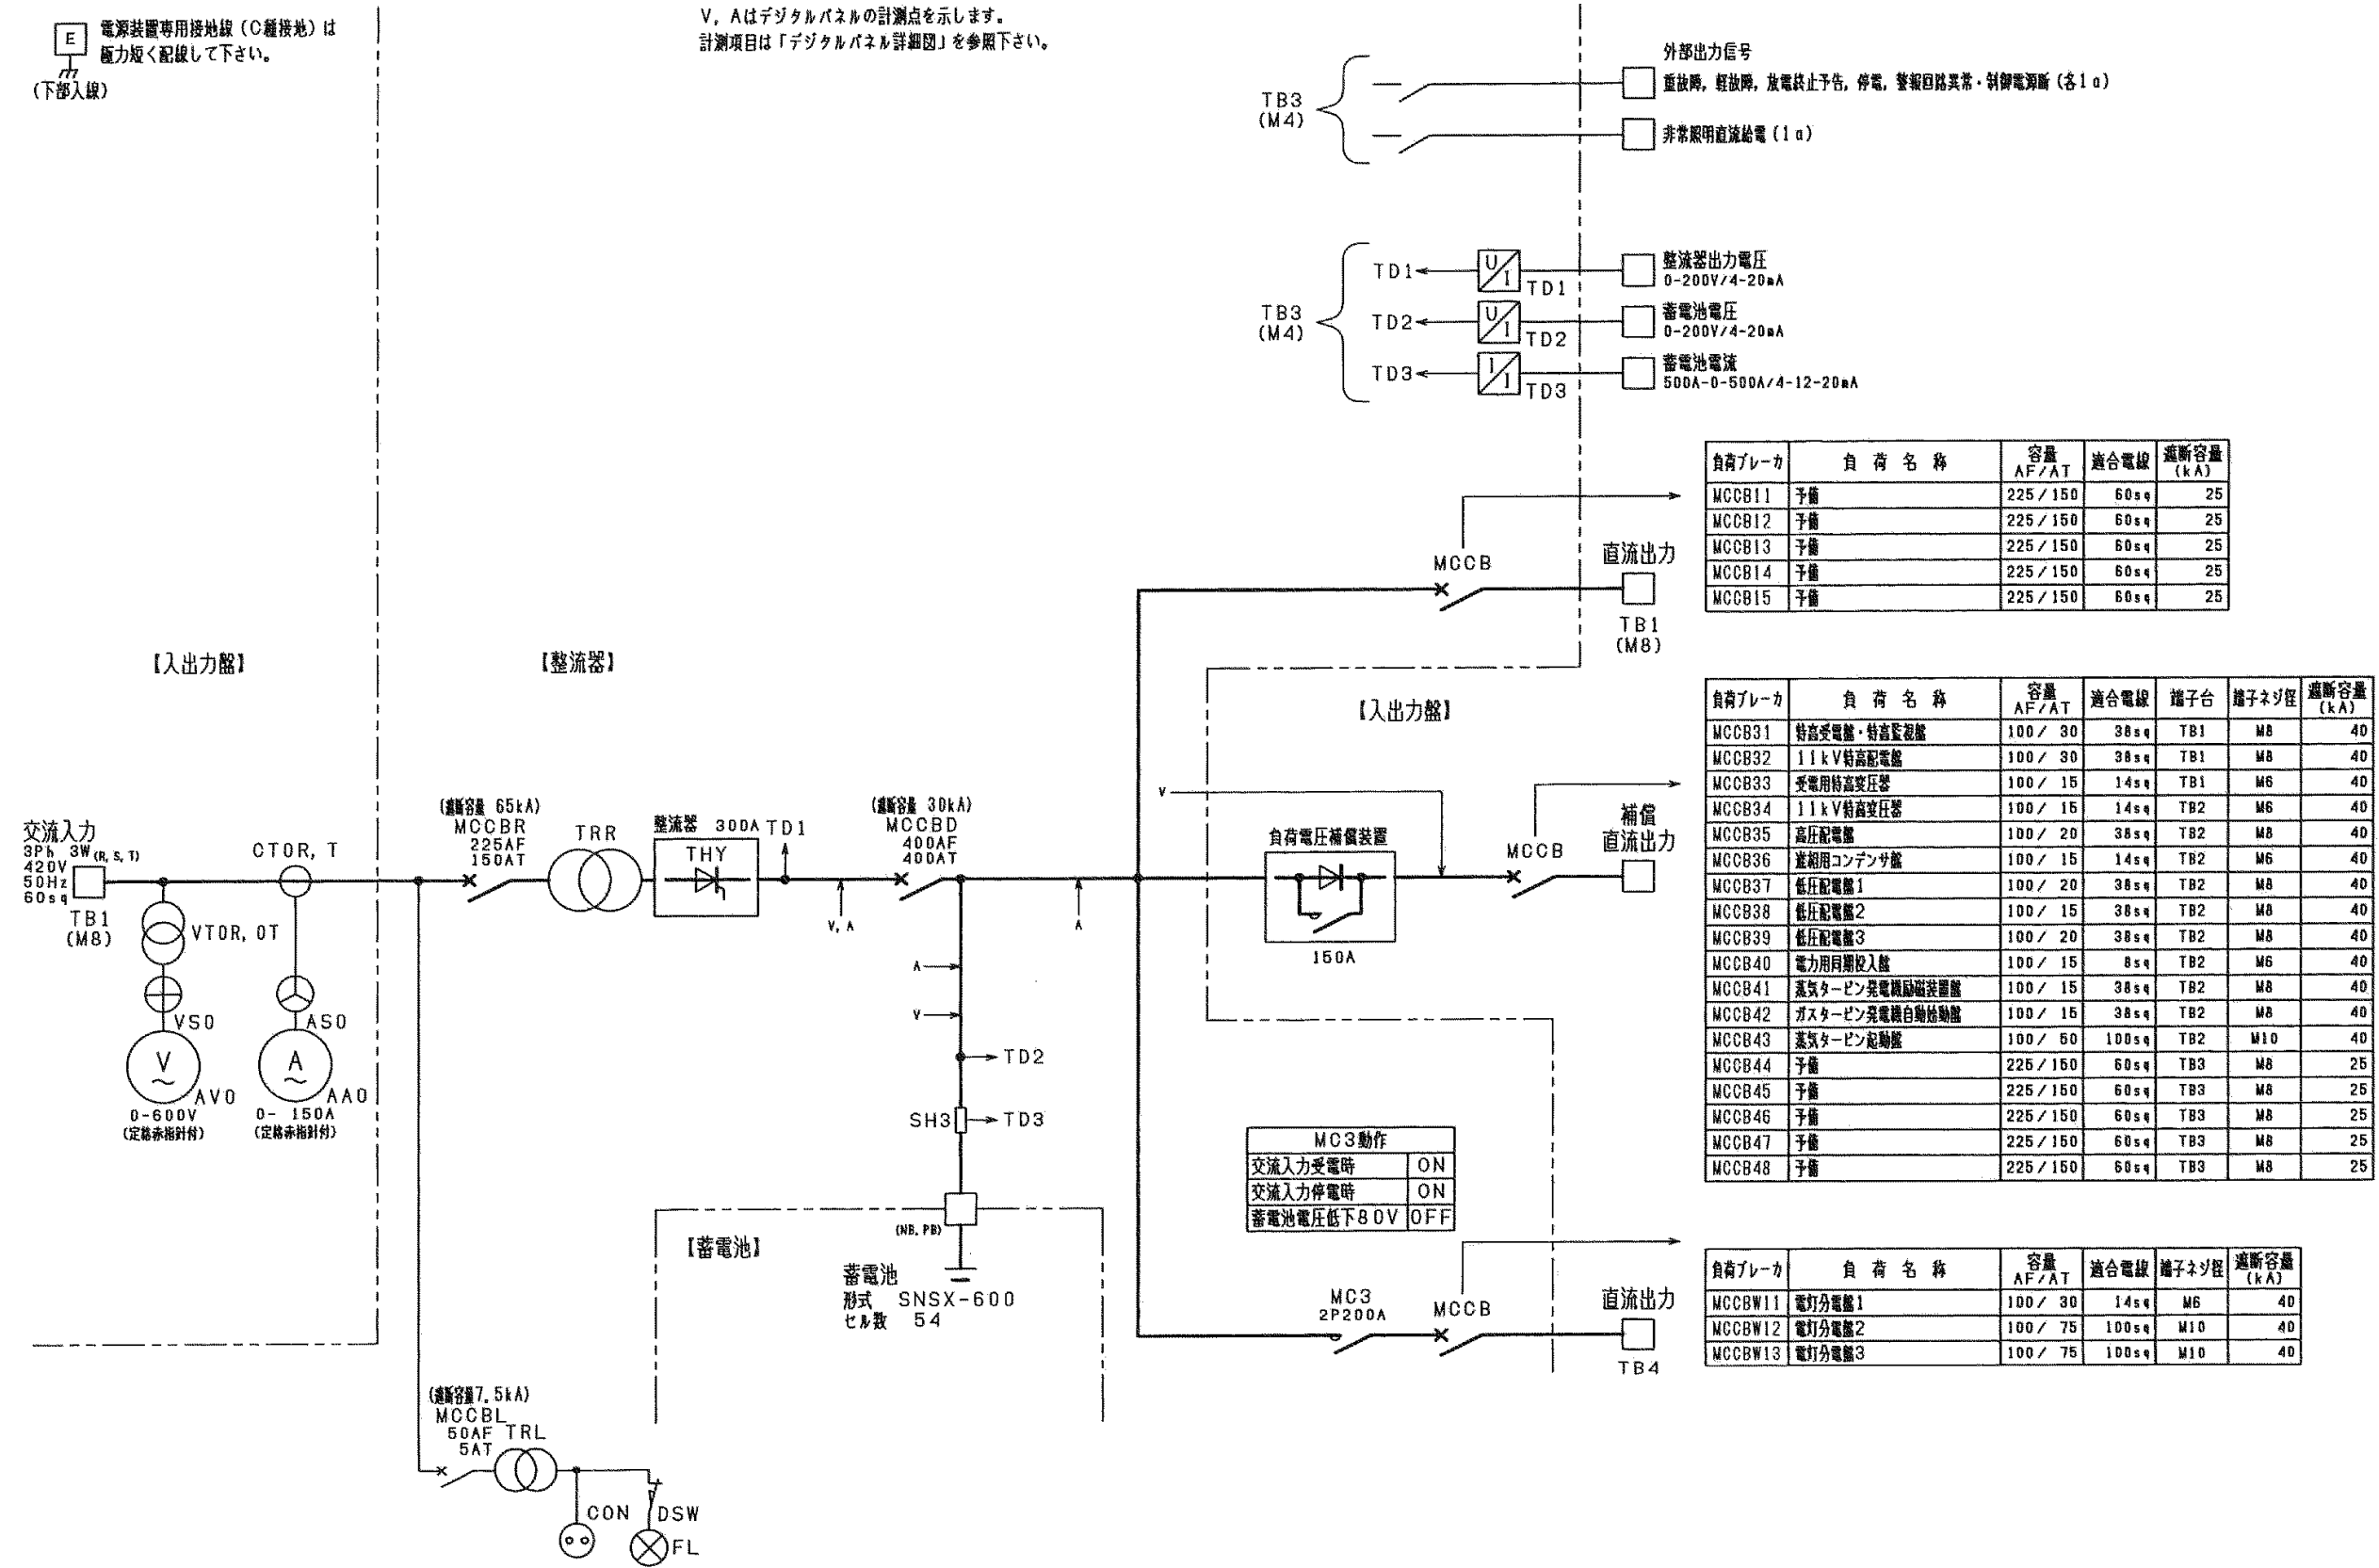 E
電源装置専用接地線（C種接地）は
極力短く配線して下さい。
(下部入線)
V，Aはデジタルパネルの計測点を示します。
計測項目は「デジタルパネル詳細図」を参照下さい。
TB3
(M4)
外部出力信号
重故障，軽故障，放電終止予告，停電，警報回路異常・制御電源断（各1a）
非常照明直流給電（1a）
TB3
(M4)
TD1 U/I TD1
整流器出力電圧
0-200V/4-20mA
TD2 U/I TD2
蓄電池電圧
0-200V/4-20mA
TD3 I/I TD3
蓄電池電流
500A-0-500A/4-12-20mA
負荷ブレーカ 負荷名称 容量 AF/AT 適合電線 遮断容量 (kA)
MCCB11 予備 225/150 60sq 25
MCCB12 予備 225/150 60sq 25
MCCB13 予備 225/150 60sq 25
MCCB14 予備 225/150 60sq 25
MCCB15 予備 225/150 60sq 25
MCCB
直流出力
TB1
(M8)
【入出力盤】
【整流器】
【入出力盤】
交流入力
3Ph 3W (R,S,T)
420V
50Hz
60sq
TB1
(M8)
CT0R,T
VT0R,0T
VS0
AS0
V
A
AV0
AA0
0-600V
(定格赤指針付)
0- 150A
(定格赤指針付)
(遮断容量 65kA)
MCCBR
225AF
150AT
TRR
整流器 300A
THY
TD1
V,A
(遮断容量 30kA)
MCCBD
400AF
400AT
A
A
V
TD2
SH3
TD3
V
負荷電圧補償装置
150A
MCCB
補償
直流出力
負荷ブレーカ 負荷名称 容量 AF/AT 適合電線 端子台 端子ネジ径 遮断容量 (kA)
MCCB31 特高受電盤・特高監視盤 100/ 30 38sq TB1 M8 40
MCCB32 11kV特高配電盤 100/ 30 38sq TB1 M8 40
MCCB33 受電用特高変圧器 100/ 15 14sq TB1 M6 40
MCCB34 11kV特高変圧器 100/ 15 14sq TB2 M6 40
MCCB35 高圧配電盤 100/ 20 38sq TB2 M8 40
MCCB36 進相用コンデンサ盤 100/ 15 14sq TB2 M6 40
MCCB37 低圧配電盤1 100/ 20 38sq TB2 M8 40
MCCB38 低圧配電盤2 100/ 15 38sq TB2 M8 40
MCCB39 低圧配電盤3 100/ 20 38sq TB2 M8 40
MCCB40 電力用同期投入盤 100/ 15 8sq TB2 M6 40
MCCB41 蒸気タービン発電機励磁装置盤 100/ 15 38sq TB2 M8 40
MCCB42 ガスタービン発電機自動始動盤 100/ 15 38sq TB2 M8 40
MCCB43 蒸気タービン起動盤 100/ 60 100sq TB2 M10 40
MCCB44 予備 225/150 60sq TB3 M8 25
MCCB45 予備 225/150 60sq TB3 M8 25
MCCB46 予備 225/150 60sq TB3 M8 25
MCCB47 予備 225/150 60sq TB3 M8 25
MCCB48 予備 225/150 60sq TB3 M8 25
MC3動作
交流入力受電時 ON
交流入力停電時 ON
蓄電池電圧低下80V OFF
(NB,PB)
【蓄電池】
蓄電池
形式 SNSX-600
セル数 54
MC3
2P200A
MCCB
直流出力
TB4
負荷ブレーカ 負荷名称 容量 AF/AT 適合電線 端子ネジ径 遮断容量 (kA)
MCCBW11 電灯分電盤1 100/ 30 14sq M6 40
MCCBW12 電灯分電盤2 100/ 75 100sq M10 40
MCCBW13 電灯分電盤3 100/ 75 100sq M10 40
(遮断容量7.5kA)
MCCBL
50AF
5AT
TRL
CON
DSW
FL